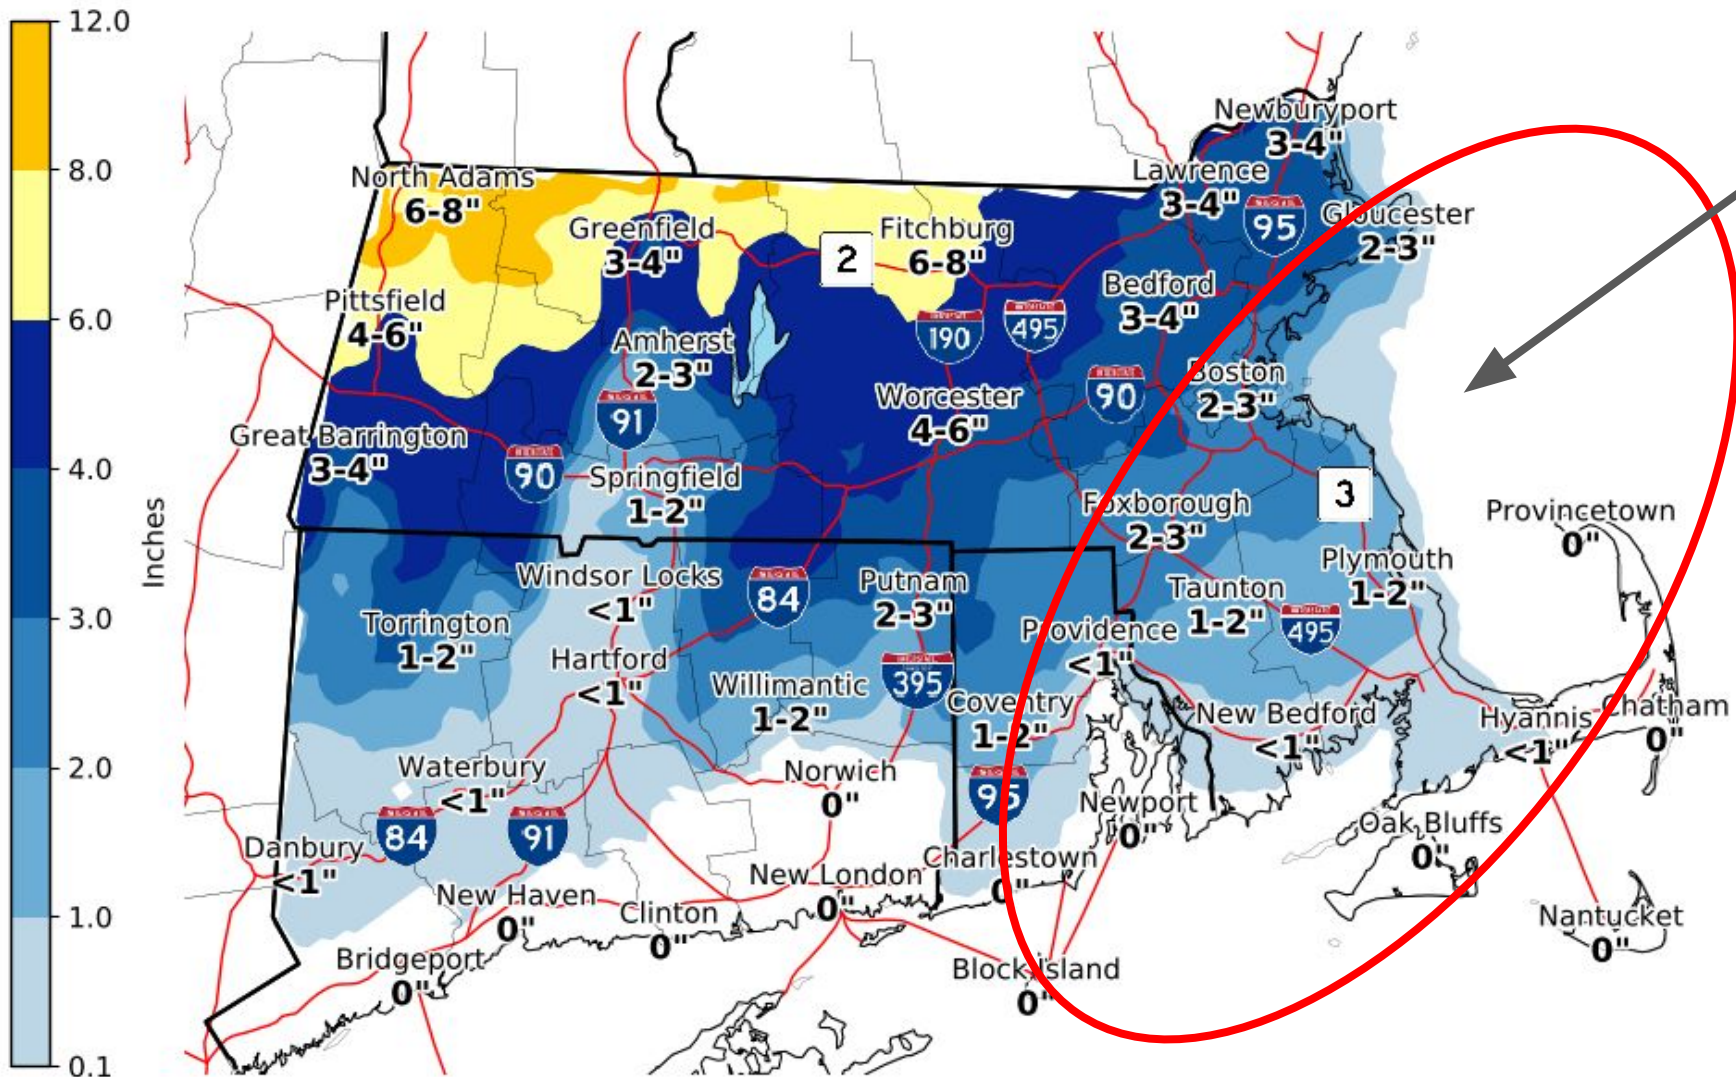 12.0
8.0
6.0
4.0
3.0
2.0
1.0
0.1
Inches
Newburyport
3-4"
North Adams
6-8"
Lawrence
3-4"
95
Gloucester
2-3"
Greenfield
3-4"
2
Fitchburg
6-8"
Pittsfield
4-6"
Bedford
3-4"
190
495
Amherst
2-3"
Boston
2-3"
90
91
Worcester
4-6"
Great Barrington
3-4"
90
Springfield
1-2"
3
Foxborough
2-3"
Provincetown
0"
Windsor Locks
<1"
84
Putnam
2-3"
Taunton
1-2"
Plymouth
1-2"
495
Torrington
1-2"
Providence
<1"
Hartford
<1"
395
Willimantic
1-2"
Coventry
1-2"
New Bedford
<1"
Hyannis
<1"
Chatham
0"
Waterbury
<1"
Norwich
0"
95
Newport
0"
84
91
Oak Bluffs
0"
Danbury
<1"
Charlestown
0"
New London
0"
New Haven
0"
Clinton
0"
Nantucket
0"
Bridgeport
0"
Block Island
0"